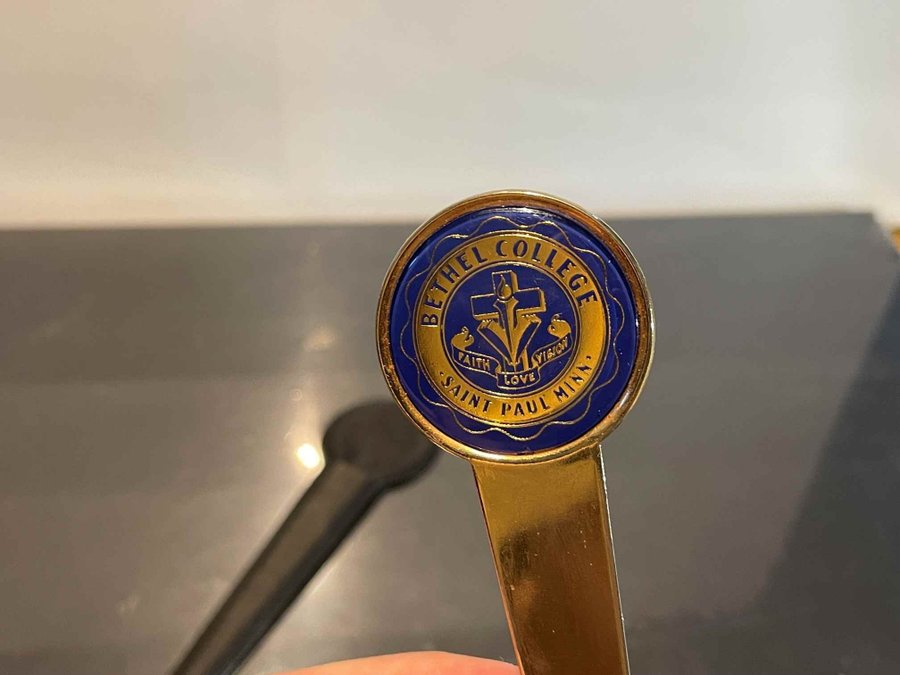 BETHEL COLLEGE
FAITH LOVE VISION
·SAINT PAUL MINN·